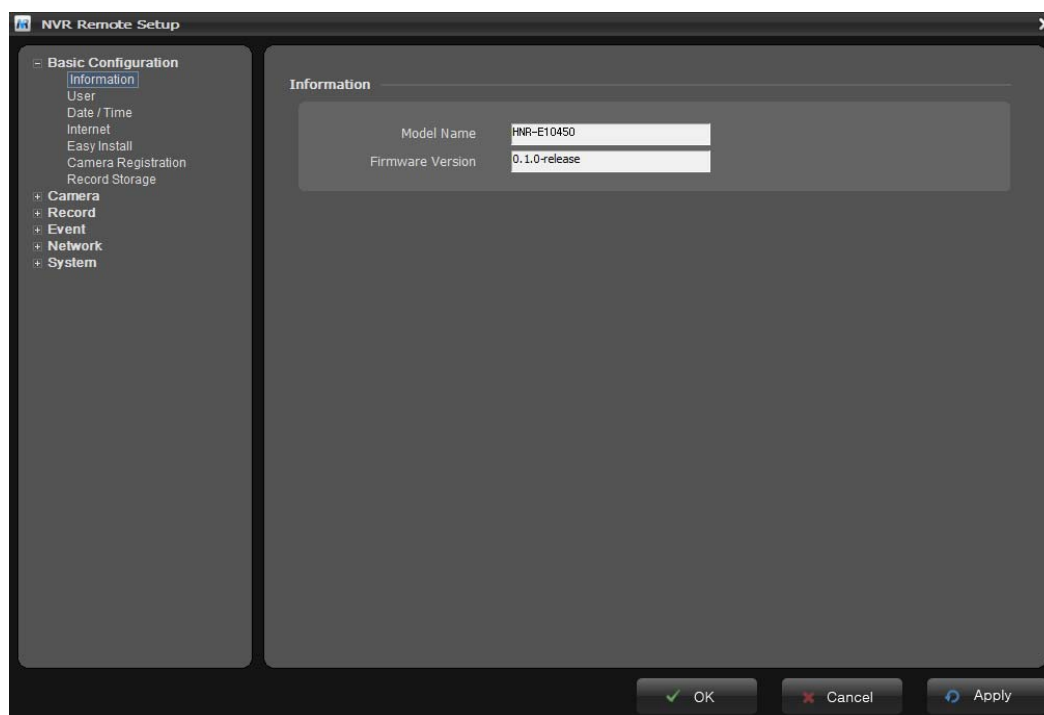 NVR Remote Setup
Basic Configuration
Information
User
Date / Time
Internet
Easy Install
Camera Registration
Record Storage
Camera
Record
Event
Network
System
Information
Model Name HNR-E10450
Firmware Version 0.1.0-release
OK Cancel Apply